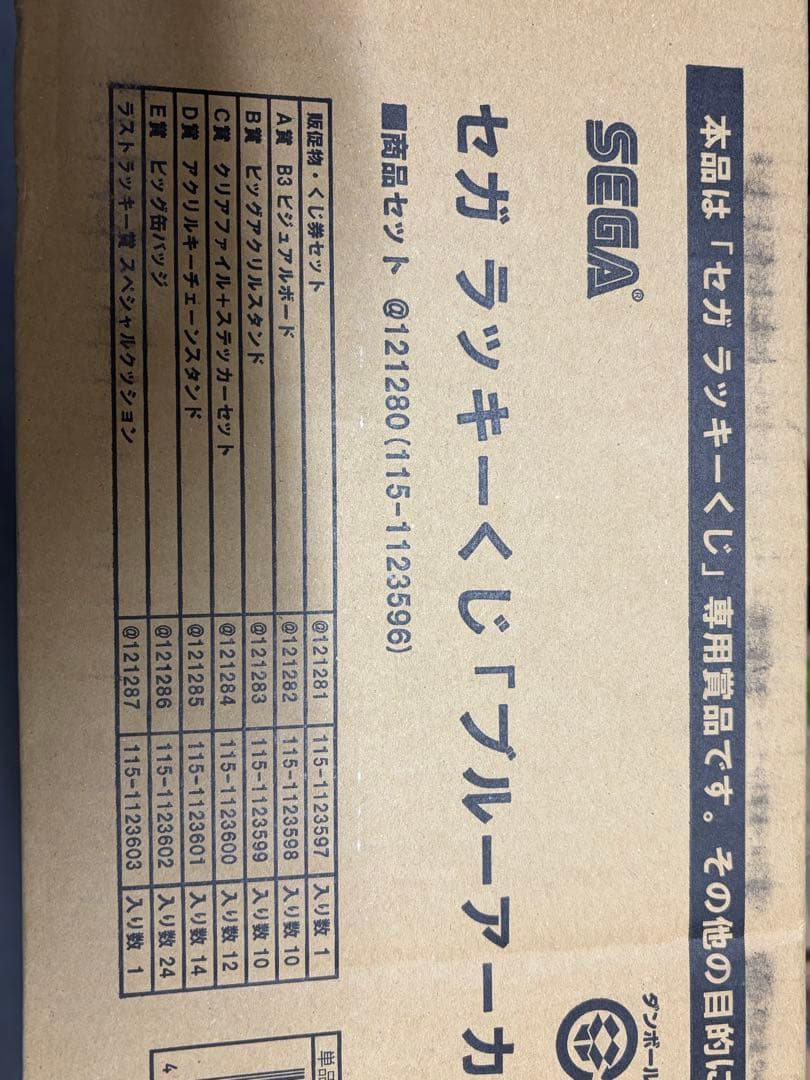 本品は「セガ ラッキーくじ」専用賞品です。その他の目的に
SEGA®
セガ ラッキーくじ「ブルーアーカ
■商品セット @121280(115-1123596)
販促物・くじ券セット @121281 115-1123597 入り数 1
A賞 B3ビジュアルボード @121282 115-1123598 入り数 10
B賞 ビッグアクリルスタンド @121283 115-1123599 入り数 10
C賞 クリアファイル+ステッカーセット @121284 115-1123600 入り数 12
D賞 アクリルキーチェーンスタンド @121285 115-1123601 入り数 14
E賞 ビッグ缶バッジ @121286 115-1123602 入り数 24
ラストラッキー賞 スペシャルクッション @121287 115-1123603 入り数 1
ダンボール
単品
4